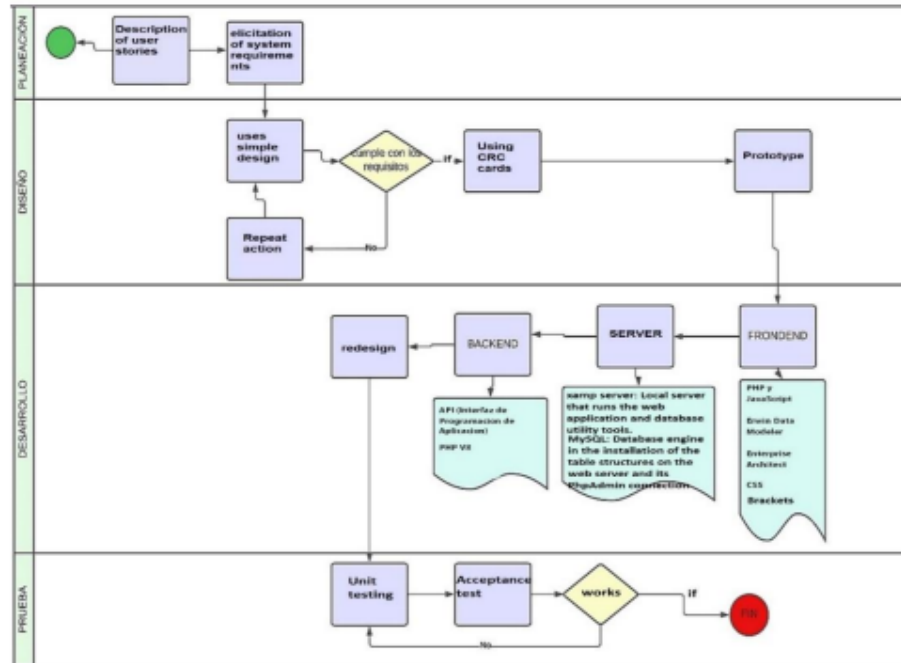 PLANEACIÓN
Description
of user
stories
elicitation
of system
requireme
nts
DISEÑO
uses
simple
design
cumple con los
requisitos
if
Using
CRC
cards
Prototype
Repeat
action
No
DESARROLLO
redesign
BACKEND
SERVER
FRONDEND
API (Interfaz de
Programacion de
Aplicacion)
PHP VX
xamp server: Local server
that runs the web
application and database
utility tools.
MySQL: Database engine
in the installation of the
table structures on the
web server and its
PhpAdmin connection
PHP y
JavaScript
Erwin Data
Modeler
Enterprise
Architect
CSS
Brackets
PRUEBA
Unit
testing
Acceptance
test
works
if
FIN
No